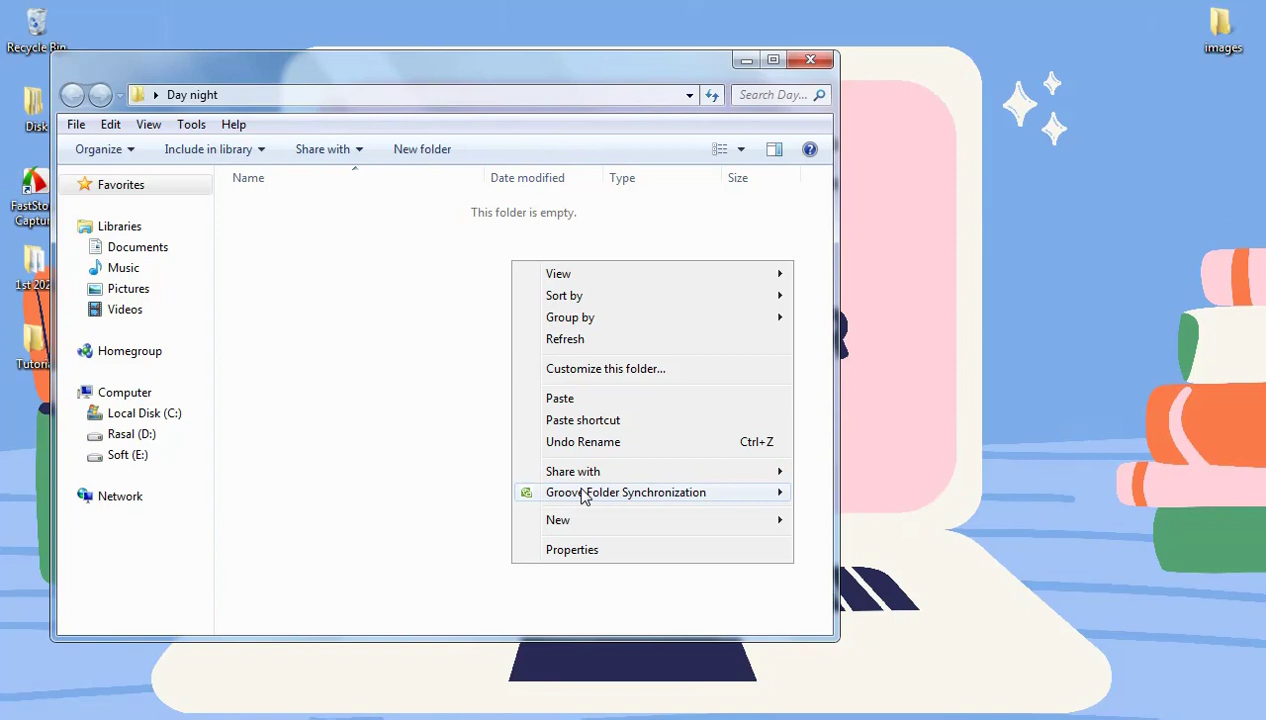 Recycle Bin
images
Day night
Search Day...
File Edit View Tools Help
Disk
Organize Include in library Share with New folder
Name Date modified Type Size
Favorites
FastSto
Captur
This folder is empty.
Libraries
Documents
Music
Pictures
Videos
1st 202
Homegroup
Tutoria
Computer
Local Disk (C:)
Rasal (D:)
Soft (E:)
Network
View
Sort by
Group by
Refresh
Customize this folder...
Paste
Paste shortcut
Undo Rename Ctrl+Z
Share with
Groove Folder Synchronization
New
Properties